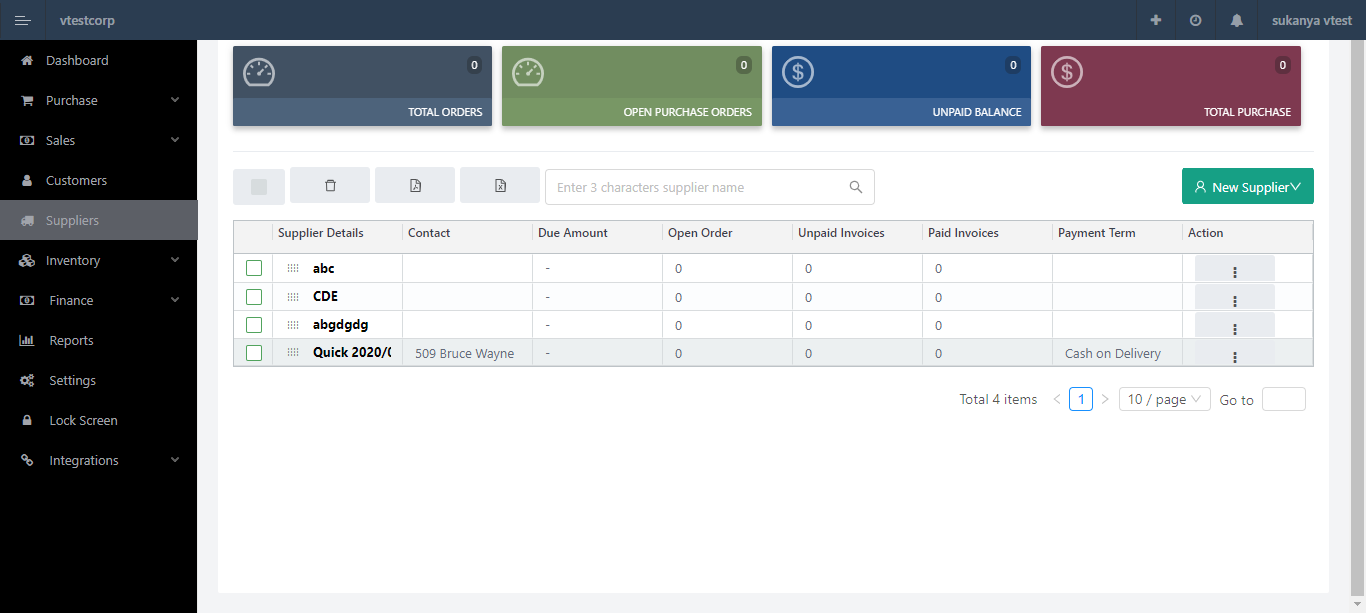 vtestcorp
sukanya vtest
Dashboard
Purchase
Sales
Customers
Suppliers
Inventory
Finance
Reports
Settings
Lock Screen
Integrations
0
TOTAL ORDERS
0
OPEN PURCHASE ORDERS
0
UNPAID BALANCE
0
TOTAL PURCHASE
Enter 3 characters supplier name
New Supplier
Supplier Details Contact Due Amount Open Order Unpaid Invoices Paid Invoices Payment Term Action
abc - 0 0 0
CDE - 0 0 0
abgdgdg - 0 0 0
Quick 2020/0 509 Bruce Wayne - 0 0 0 Cash on Delivery
Total 4 items < 1 > 10 / page Go to